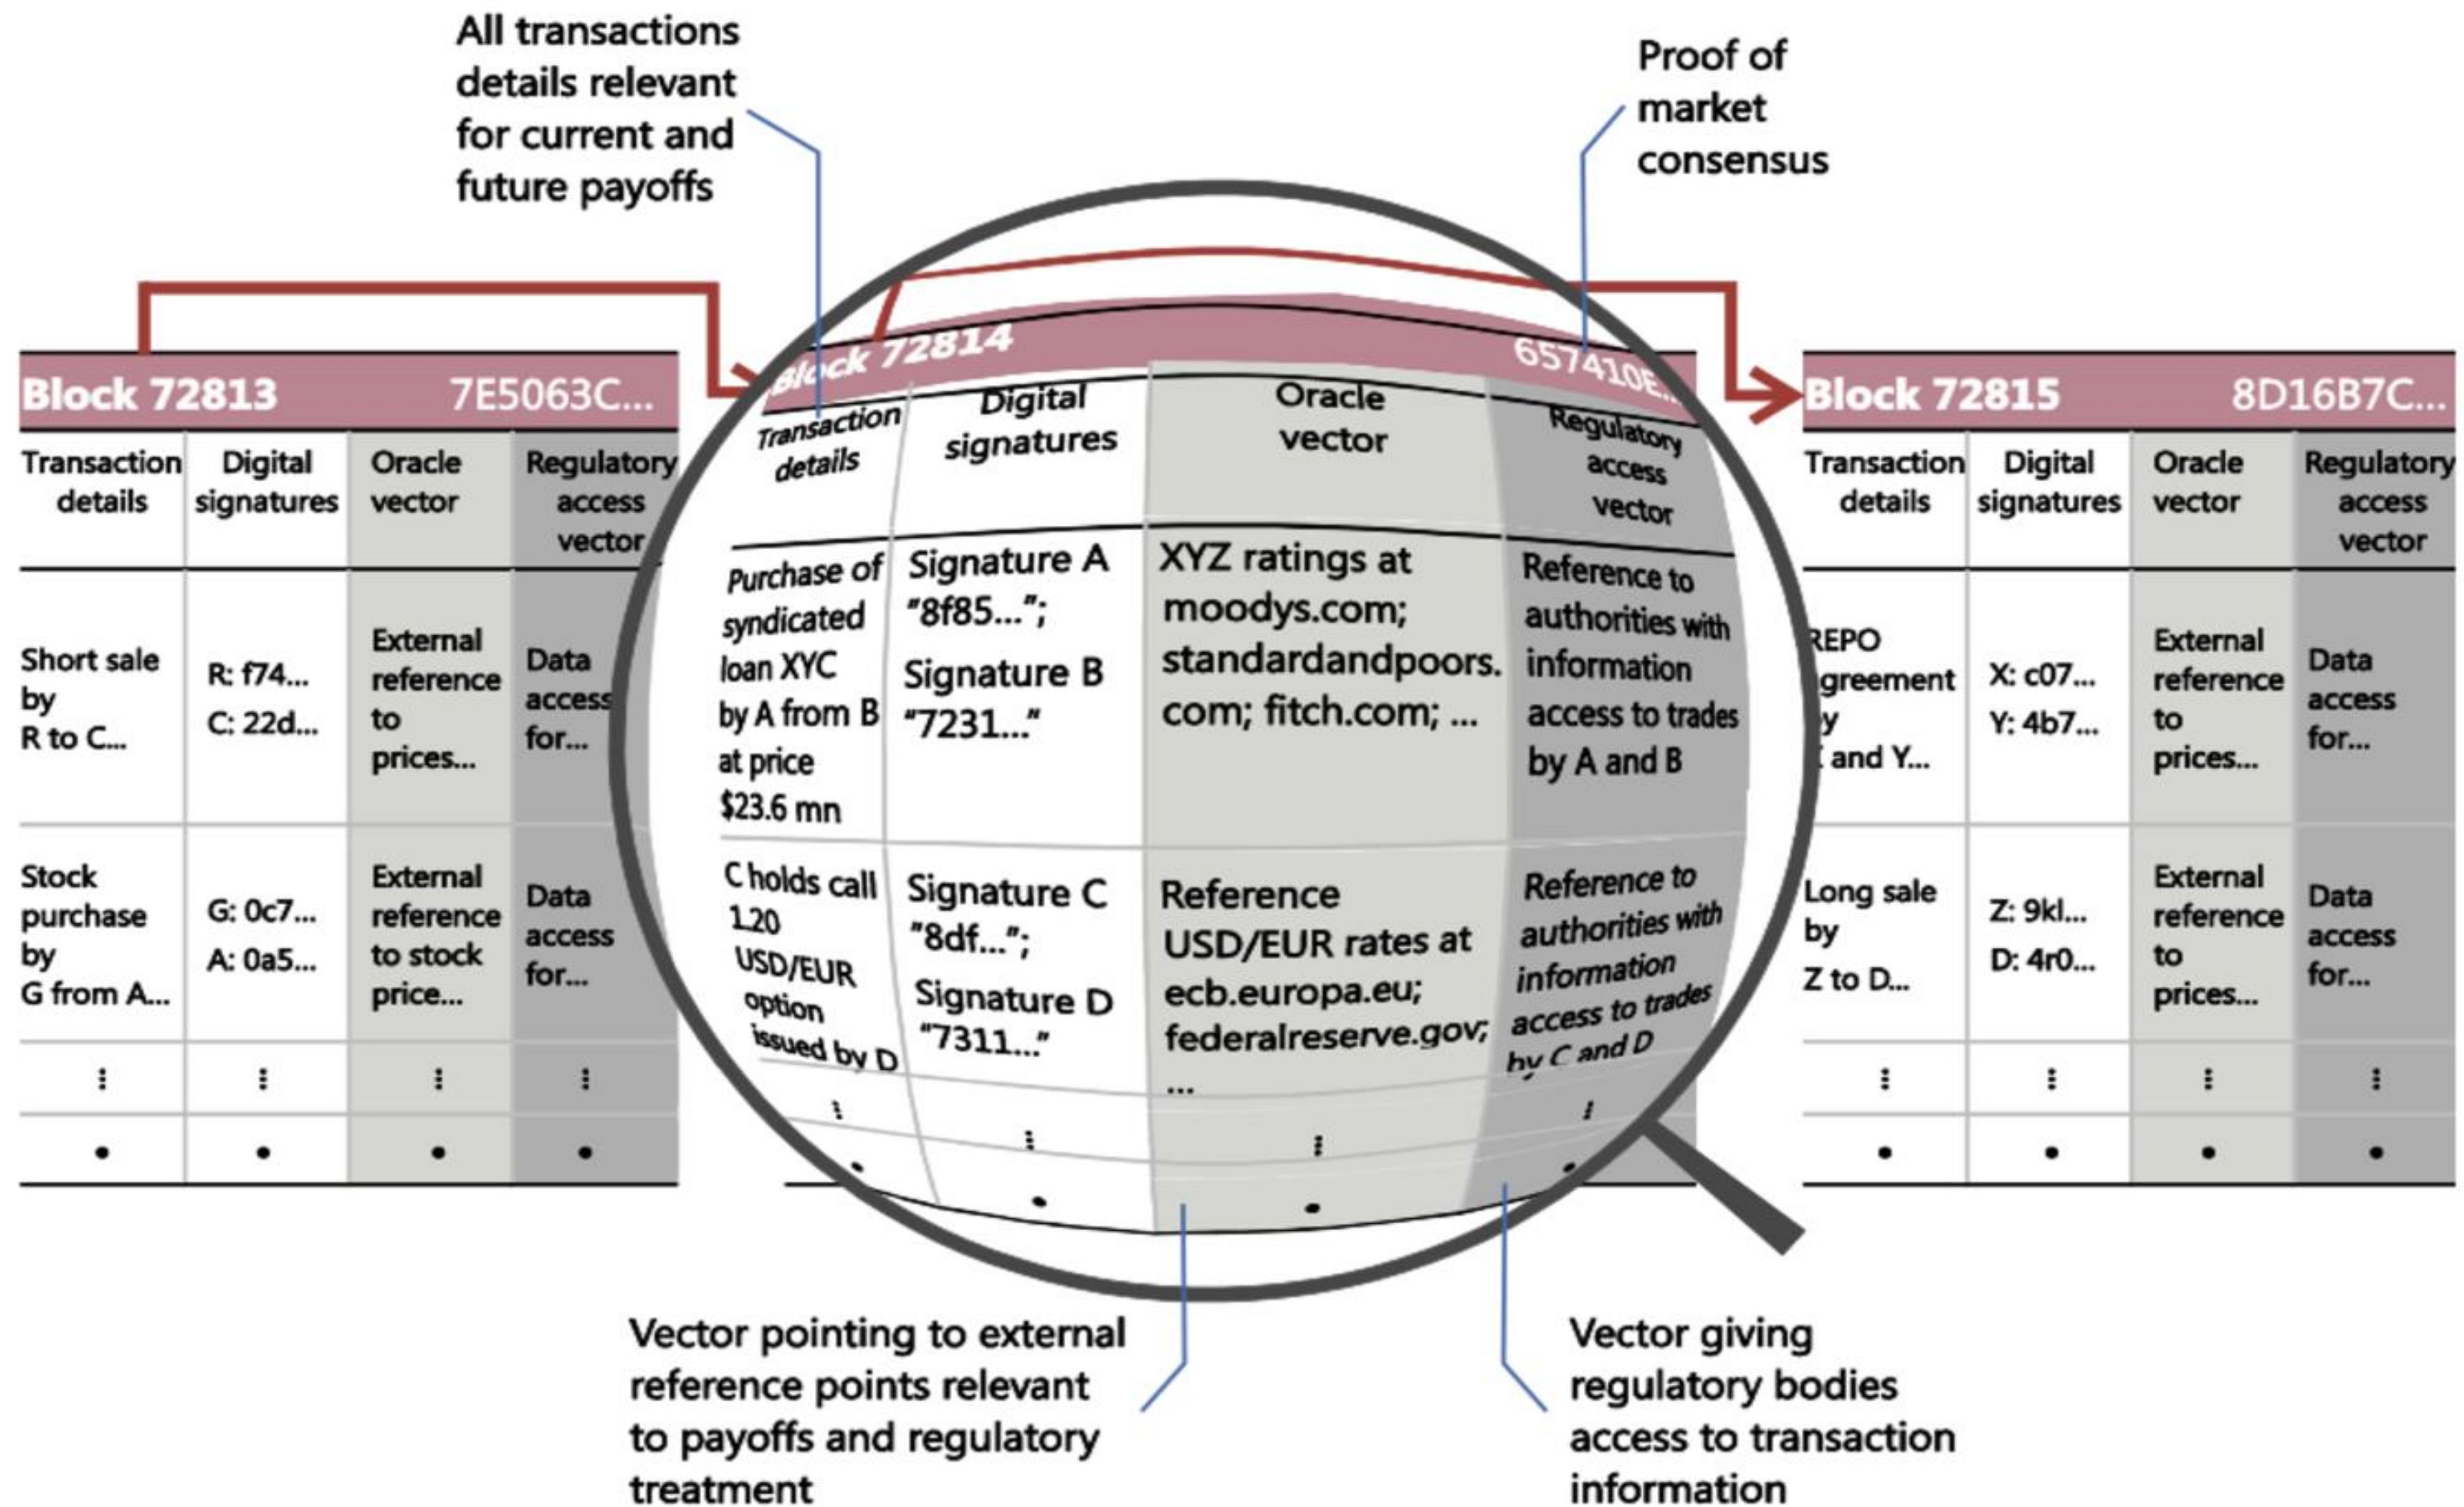 All transactions
details relevant
for current and
future payoffs
Proof of
market
consensus
Block 72813 7E5063C...
Transaction
details
Digital
signatures
Oracle
vector
Regulatory
access
vector
Short sale
by
R to C...
R: f74...
C: 22d...
External
reference
to
prices...
Data
access
for...
Stock
purchase
by
G from A...
G: 0c7...
A: 0a5...
External
reference
to stock
price...
Data
access
for...
Block 72814 657410E...
Transaction
details
Digital
signatures
Oracle
vector
Regulatory
access
vector
Purchase of
syndicated
loan XYC
by A from B
at price
$23.6 mn
Signature A
"8f85...";
Signature B
"7231..."
XYZ ratings at
moodys.com;
standardandpoors.
com; fitch.com; ...
Reference to
authorities with
information
access to trades
by A and B
C holds call
1.20
USD/EUR
option
issued by D
Signature C
"8df...";
Signature D
"7311..."
Reference
USD/EUR rates at
ecb.europa.eu;
federalreserve.gov;
...
Reference to
authorities with
information
access to trades
by C and D
Block 72815 8D16B7C...
Transaction
details
Digital
signatures
Oracle
vector
Regulatory
access
vector
REPO
greement
y
and Y...
X: c07...
Y: 4b7...
External
reference
to
prices...
Data
access
for...
Long sale
by
Z to D...
Z: 9kl...
D: 4r0...
External
reference
to
prices...
Data
access
for...
Vector pointing to external
reference points relevant
to payoffs and regulatory
treatment
Vector giving
regulatory bodies
access to transaction
information